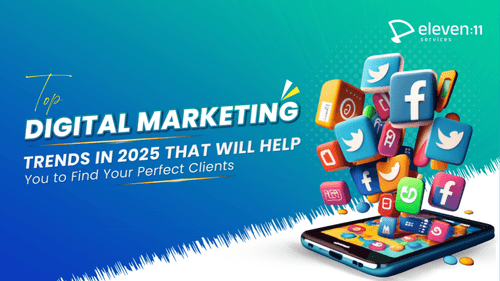 eleven:11
services
Top
DIGITAL MARKETING
TRENDS IN 2025 THAT WILL HELP
You to Find Your Perfect Clients